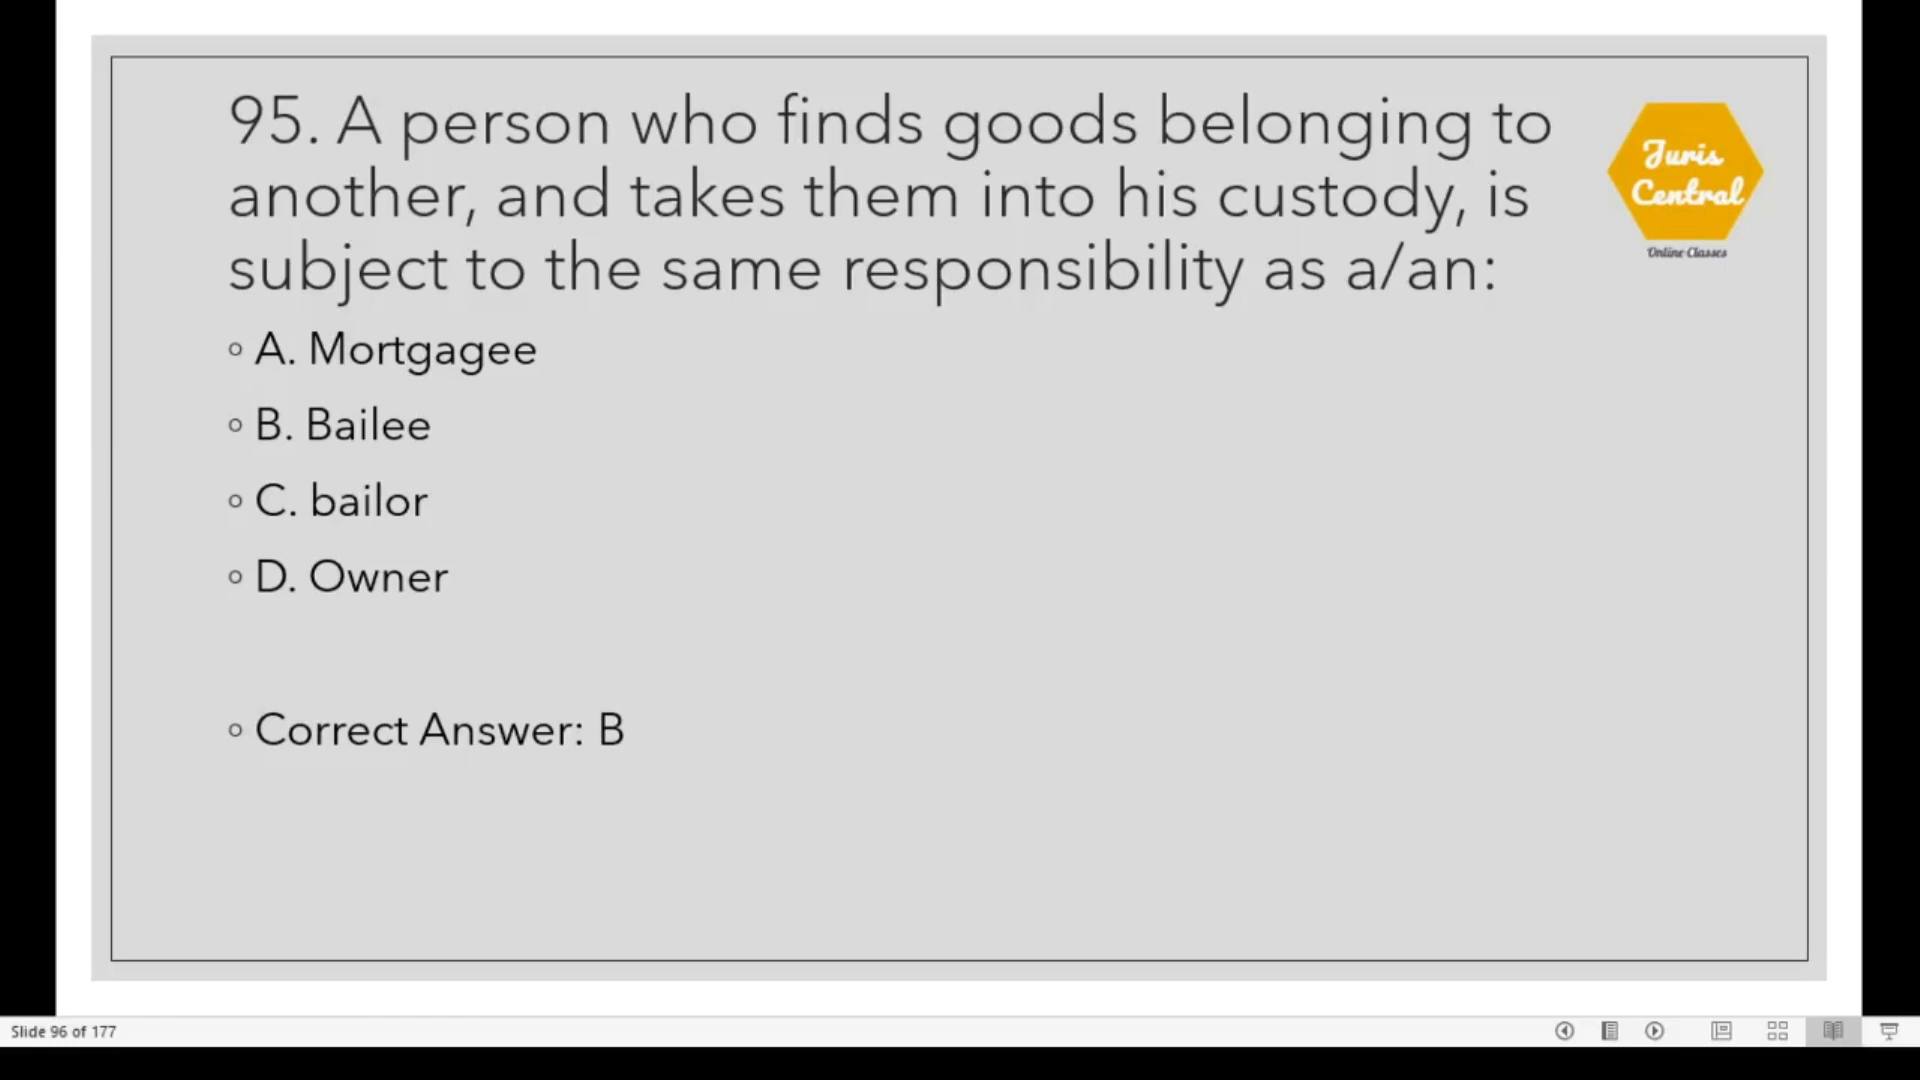 95. A person who finds goods belonging to
another, and takes them into his custody, is
subject to the same responsibility as a/an:
Juris
Central
Online Classes
◦ A. Mortgagee
◦ B. Bailee
◦ C. bailor
◦ D. Owner
◦ Correct Answer: B
Slide 96 of 177